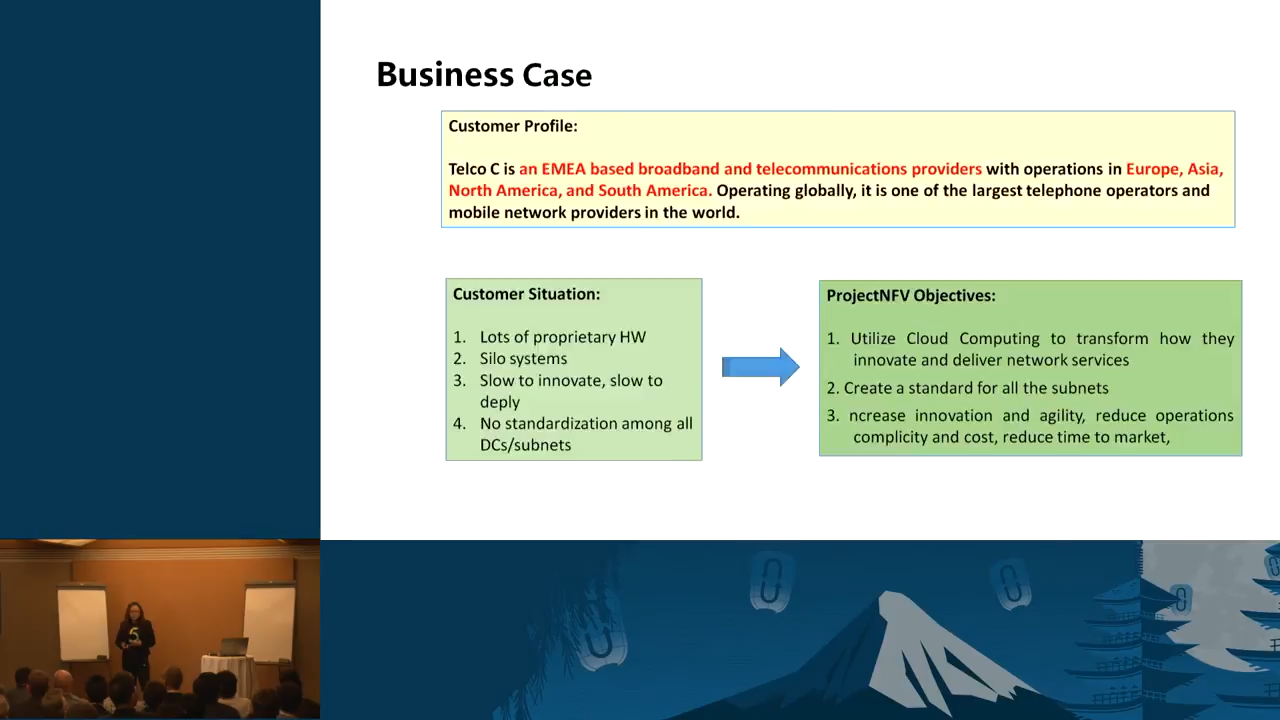 Business Case
Customer Profile:
Telco C is an EMEA based broadband and telecommunications providers with operations in Europe, Asia,
North America, and South America. Operating globally, it is one of the largest telephone operators and
mobile network providers in the world.
Customer Situation:
1. Lots of proprietary HW
2. Silo systems
3. Slow to innovate, slow to
deply
4. No standardization among all
DCs/subnets
ProjectNFV Objectives:
1. Utilize Cloud Computing to transform how they
innovate and deliver network services
2. Create a standard for all the subnets
3. ncrease innovation and agility, reduce operations
complicity and cost, reduce time to market,
5